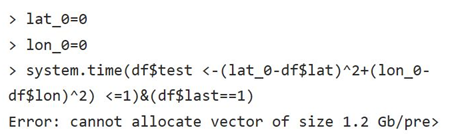 > lat_0=0
> lon_0=0
> system.time(df$test <-(lat_0-df$lat)^2+(lon_0-
df$lon)^2) <=1)&(df$last==1)
Error: cannot allocate vector of size 1.2 Gb/pre>